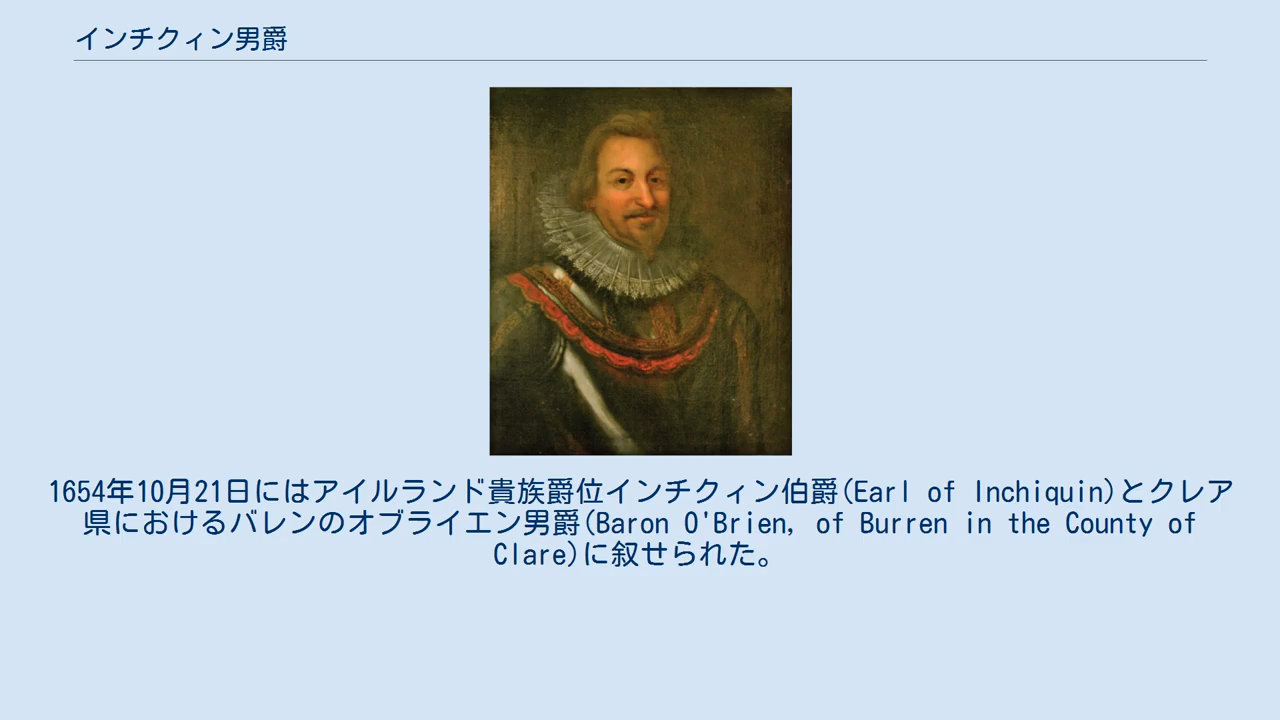 インチクィン男爵
1654年10月21日にはアイルランド貴族爵位インチクィン伯爵(Earl of Inchiquin)とクレア
県におけるバレンのオブライエン男爵(Baron O'Brien, of Burren in the County of
Clare)に叙せられた。